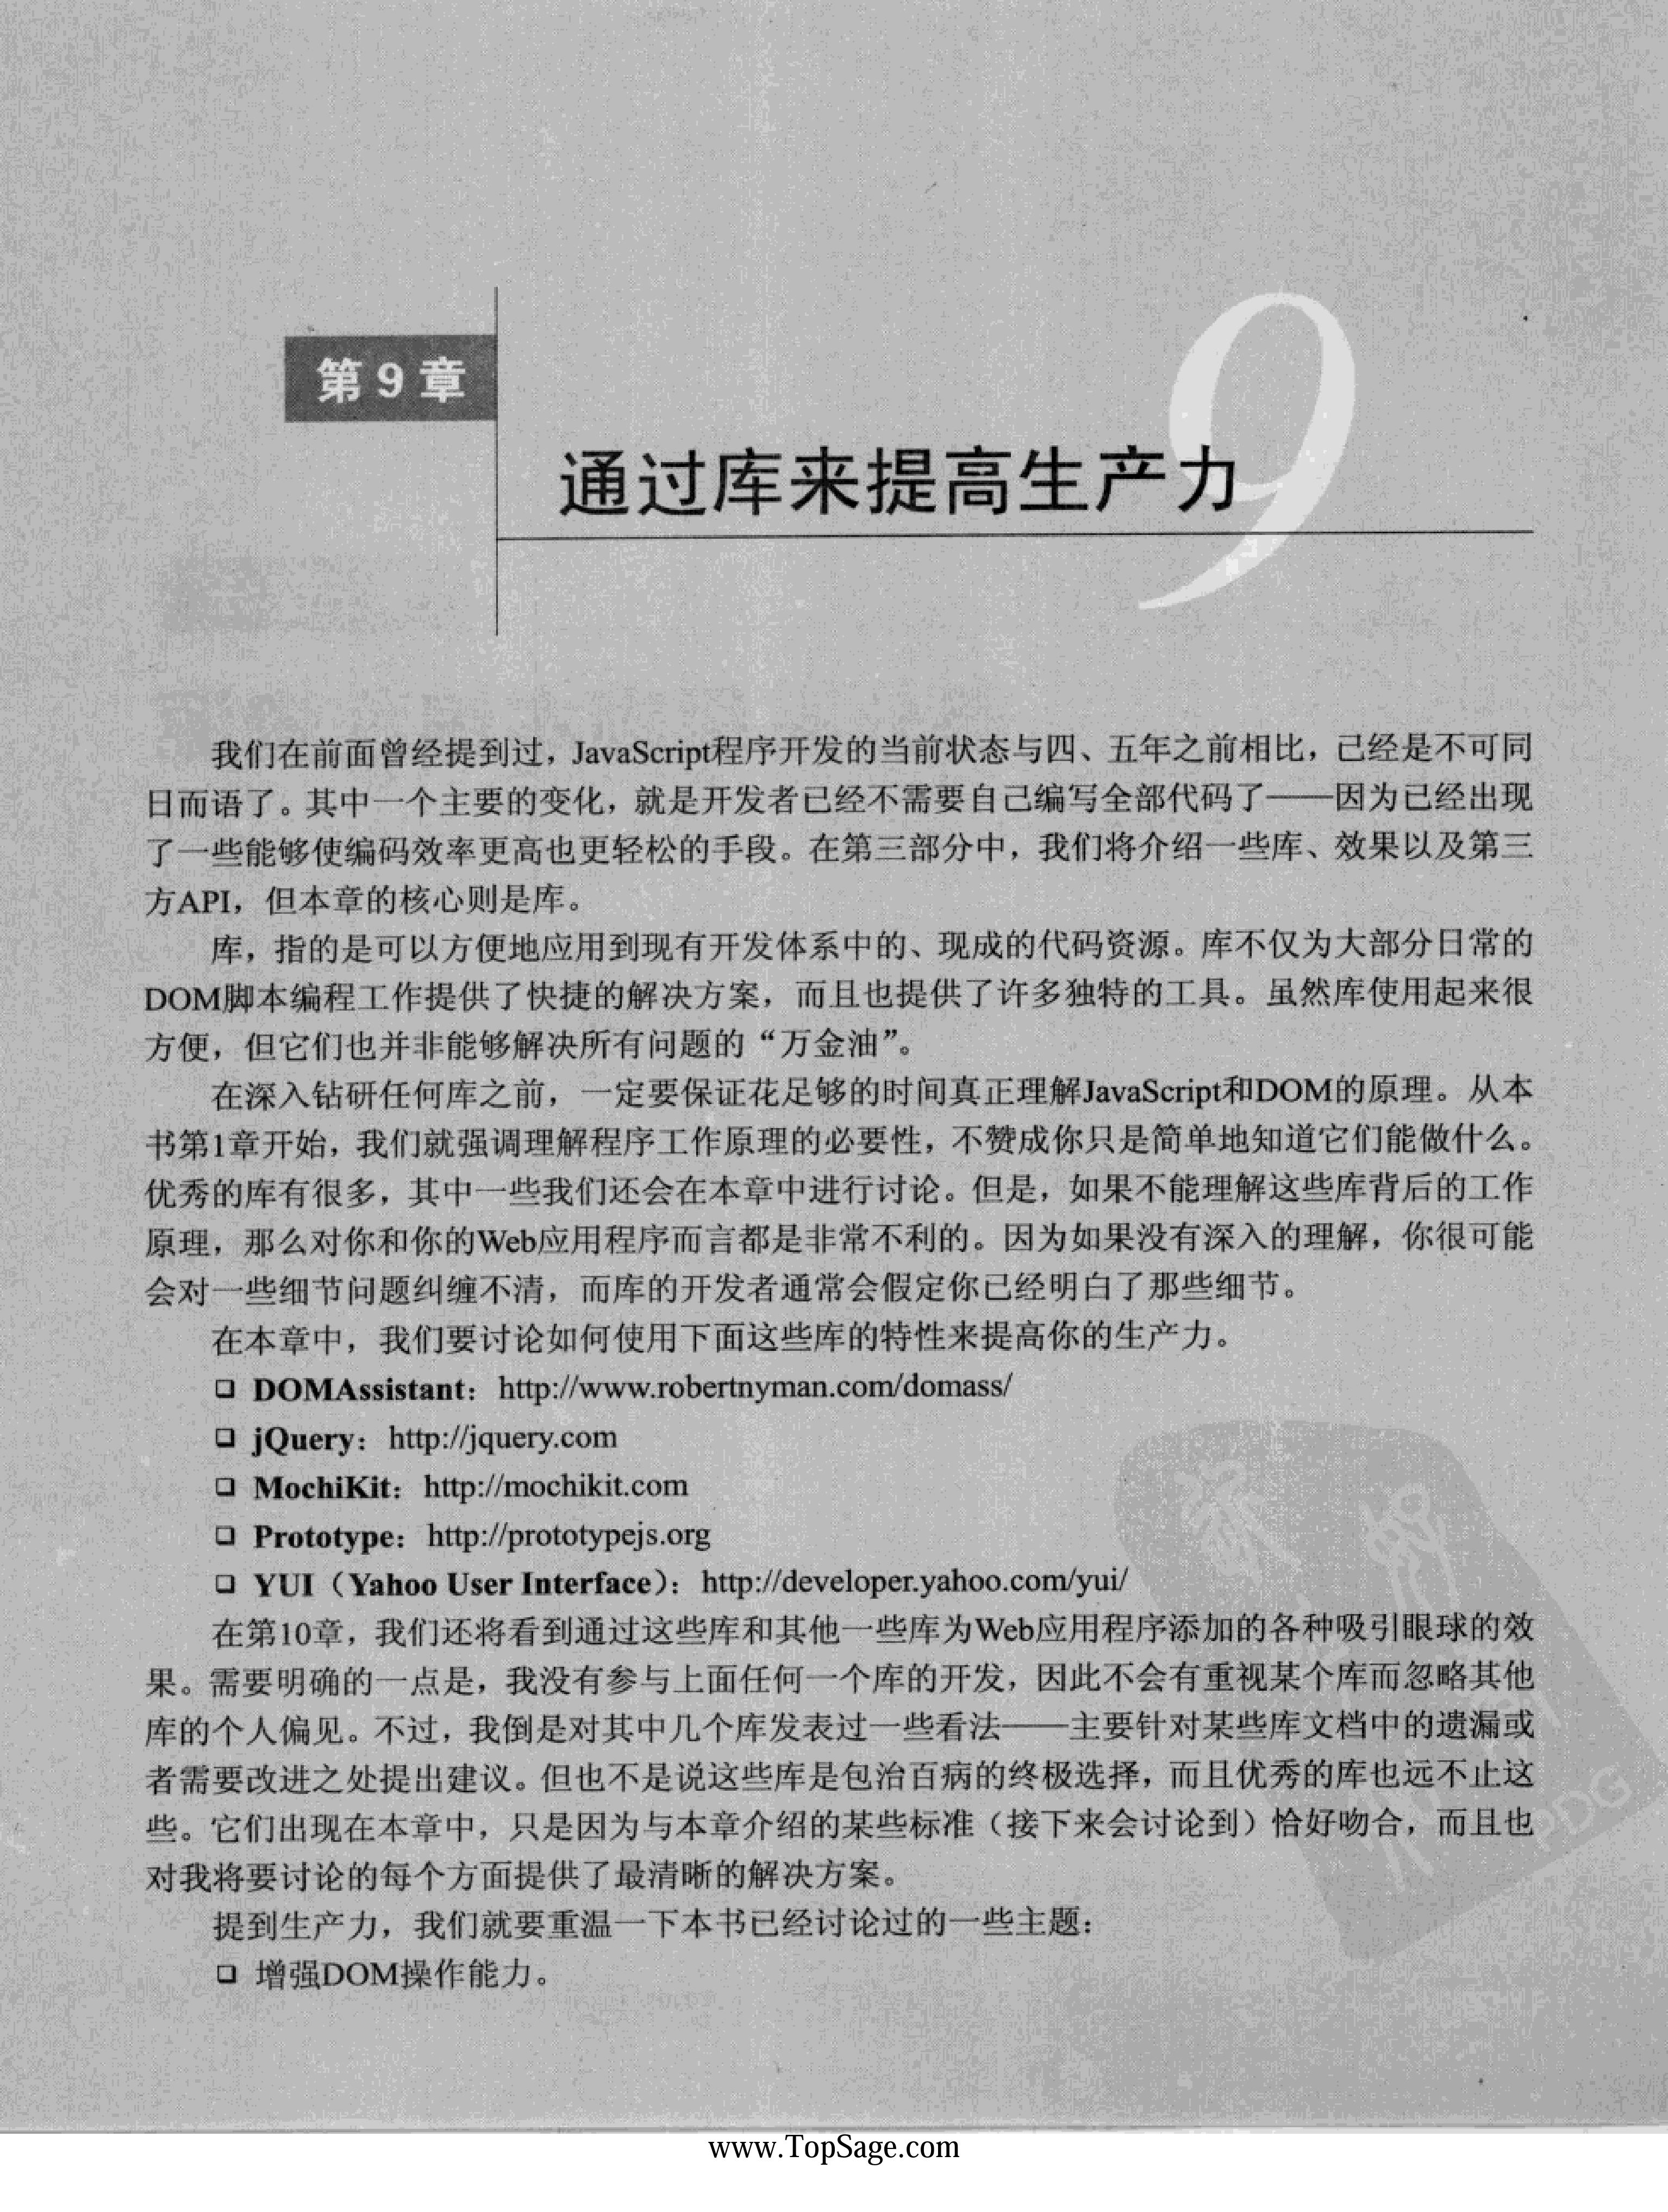 第 9 章
9
通过库来提高生产力
我们在前面曾经提到过，JavaScript程序开发的当前状态与四、五年之前相比，已经是不可同
日而语了。其中一个主要的变化，就是开发者已经不需要自己编写全部代码了——因为已经出现
了一些能够使编码效率更高也更轻松的手段。在第三部分中，我们将介绍一些库、效果以及第三
方API，但本章的核心则是库。
库，指的是可以方便地应用到现有开发体系中的、现成的代码资源。库不仅为大部分日常的
DOM脚本编程工作提供了快捷的解决方案，而且也提供了许多独特的工具。虽然库使用起来很
方便，但它们也并非能够解决所有问题的“万金油”。
在深入钻研任何库之前，一定要保证花足够的时间真正理解JavaScript和DOM的原理。从本
书第1章开始，我们就强调理解程序工作原理的必要性，不赞成你只是简单地知道它们能做什么。
优秀的库有很多，其中一些我们还会在本章中进行讨论。但是，如果不能理解这些库背后的工作
原理，那么对你和你的Web应用程序而言都是非常不利的。因为如果没有深入的理解，你很可能
会对一些细节问题纠缠不清，而库的开发者通常会假定你已经明白了那些细节。
在本章中，我们要讨论如何使用下面这些库的特性来提高你的生产力。
❑ DOMAssistant：http://www.robertnyman.com/domass/
❑ jQuery：http://jquery.com
❑ MochiKit：http://mochikit.com
❑ Prototype：http://prototypejs.org
❑ YUI（Yahoo User Interface）：http://developer.yahoo.com/yui/
在第10章，我们还将看到通过这些库和其他一些库为Web应用程序添加的各种吸引眼球的效
果。需要明确的一点是，我没有参与上面任何一个库的开发，因此不会有重视某个库而忽略其他
库的个人偏见。不过，我倒是对其中几个库发表过一些看法——主要针对某些库文档中的遗漏或
者需要改进之处提出建议。但也不是说这些库是包治百病的终极选择，而且优秀的库也远不止这
些。它们出现在本章中，只是因为与本章介绍的某些标准（接下来会讨论到）恰好吻合，而且也
对我将要讨论的每个方面提供了最清晰的解决方案。
提到生产力，我们就要重温一下本书已经讨论过的一些主题：
❑ 增强DOM操作能力。
PDG
www.TopSage.com